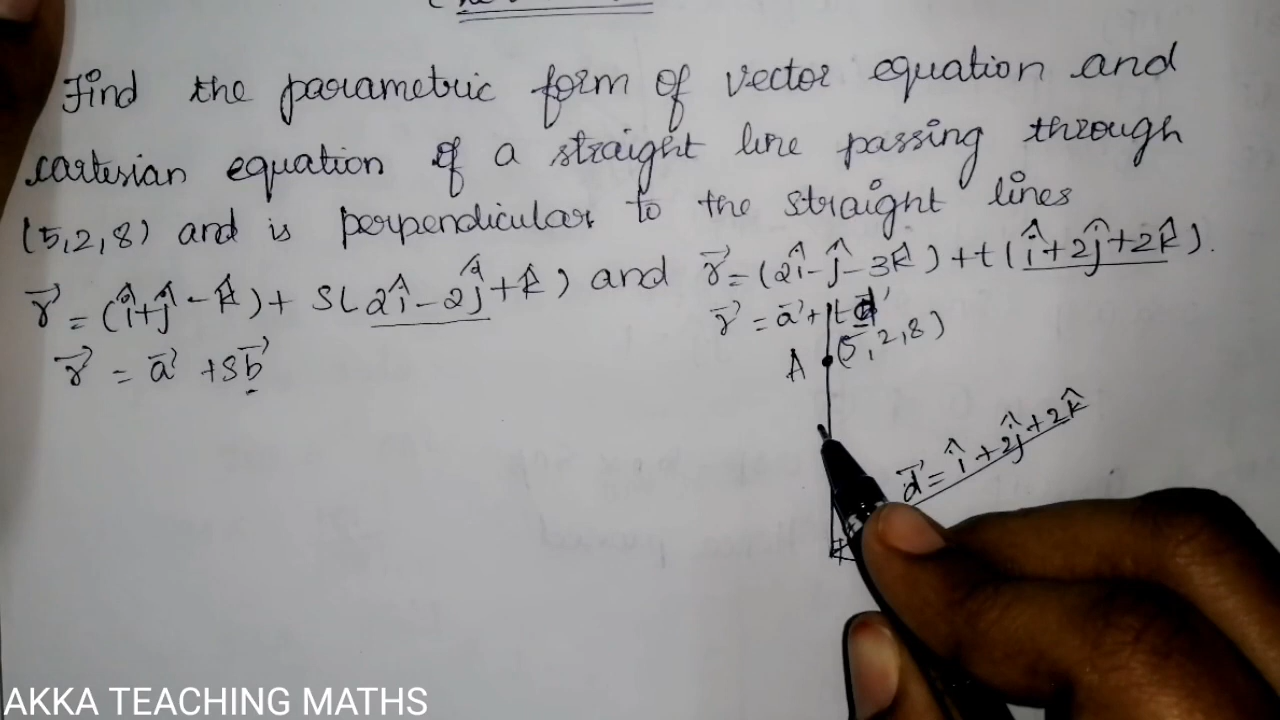 Find the parametric form of vector equation and
cartesian equation of a straight line passing through
(5,2,8) and is perpendicular to the straight lines
r⃗ = (î+ĵ-k̂) + s(2î-2ĵ+k̂) and r⃗ = (2î-ĵ-3k̂)+t(î+2ĵ+2k̂).
r⃗ = a⃗ + s b⃗
r⃗ = a⃗ + t d⃗
A (5,2,8)
d⃗ = î+2ĵ+2k̂
AKKA TEACHING MATHS